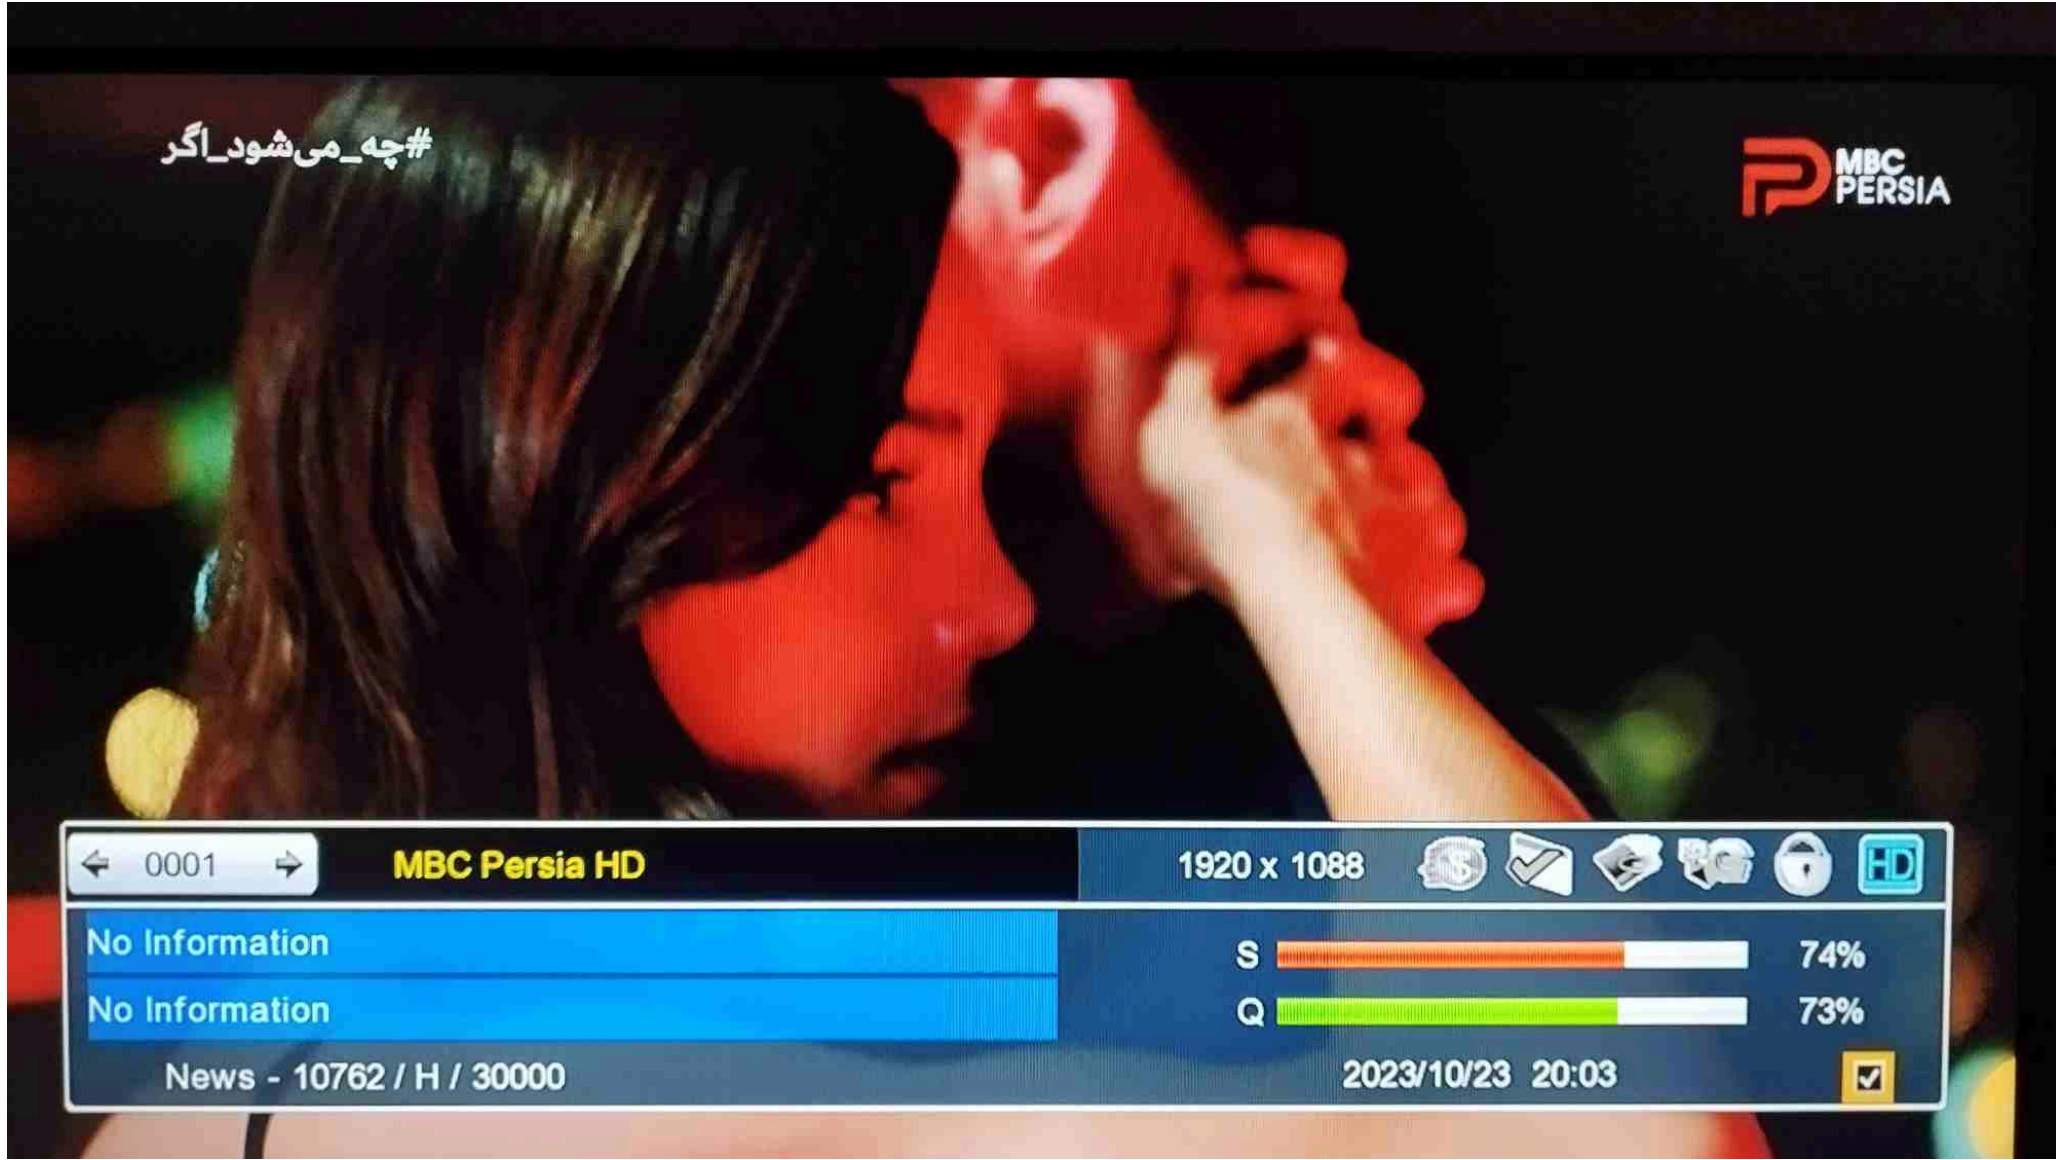 #چه_می‌شود_اگر
MBC
PERSIA
0001
MBC Persia HD
1920 x 1088
HD
No Information
S
74%
No Information
Q
73%
News - 10762 / H / 30000
2023/10/23 20:03